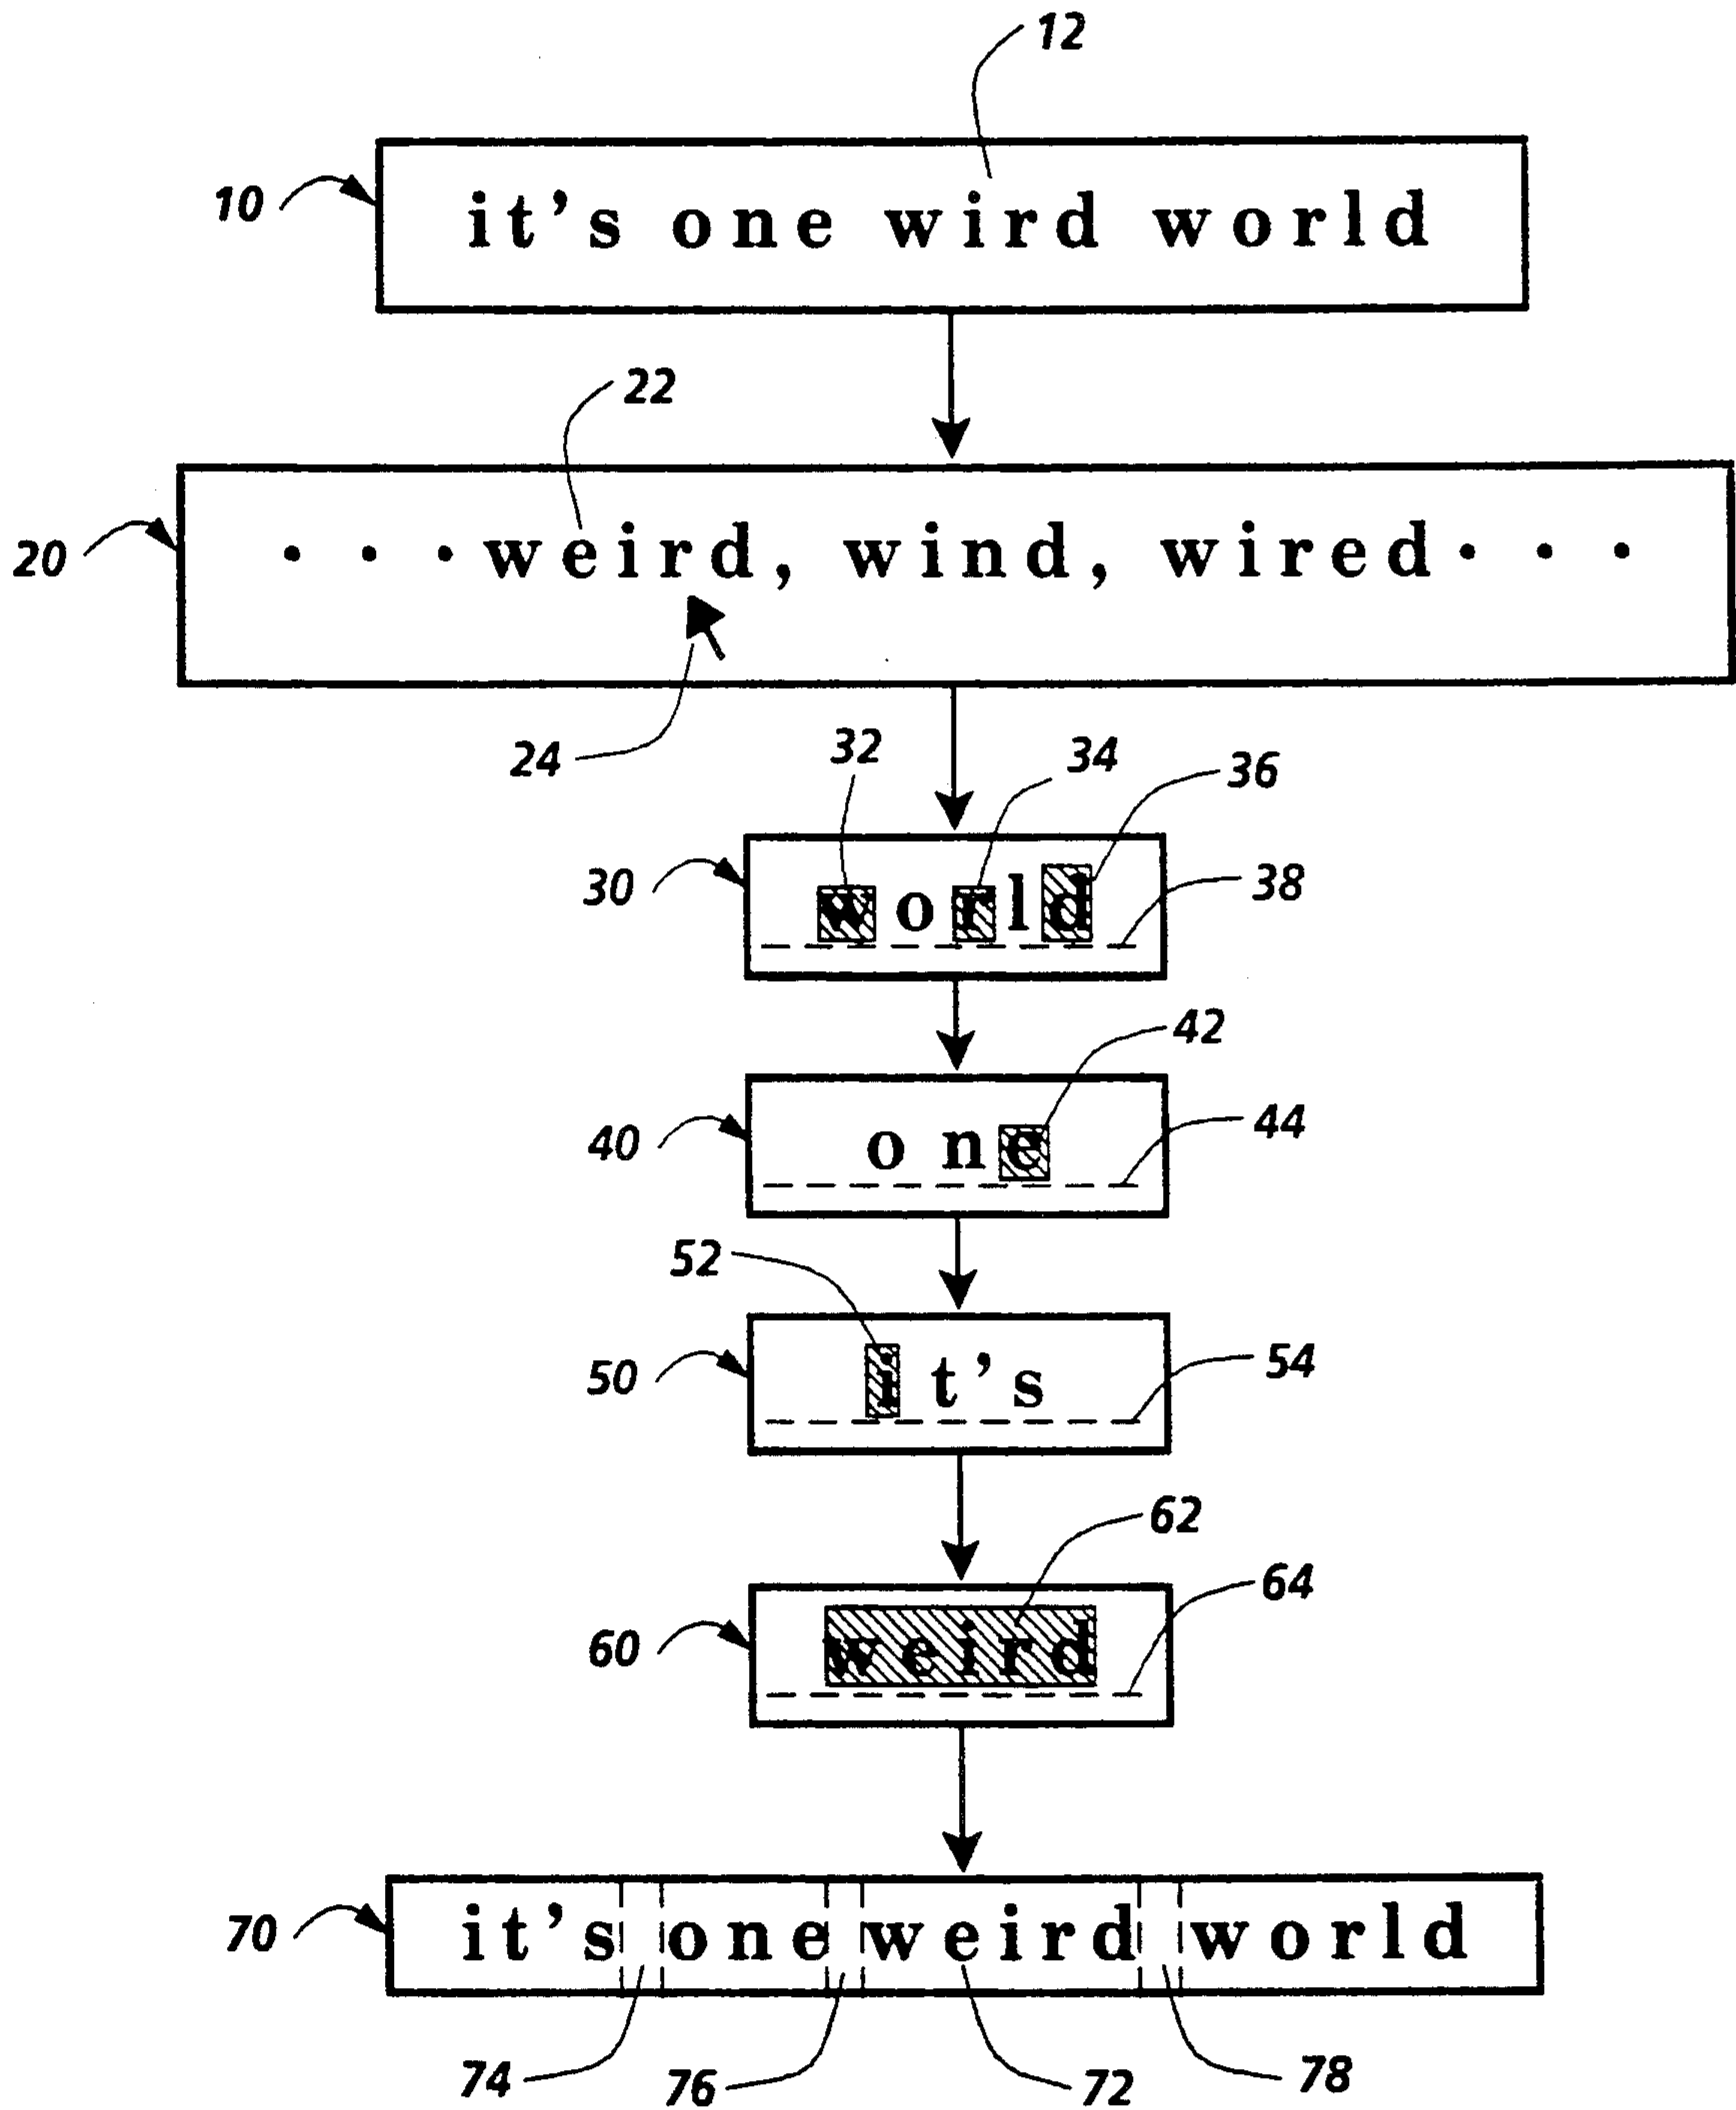 12
10 it's one wird world
22
20 • • • weird, wind, wired • • •
24
32 34 36
30 world 38
42
40 one 44
52
50 it's 54
62
60 weird 64
70 it's one weird world
74 76 72 78